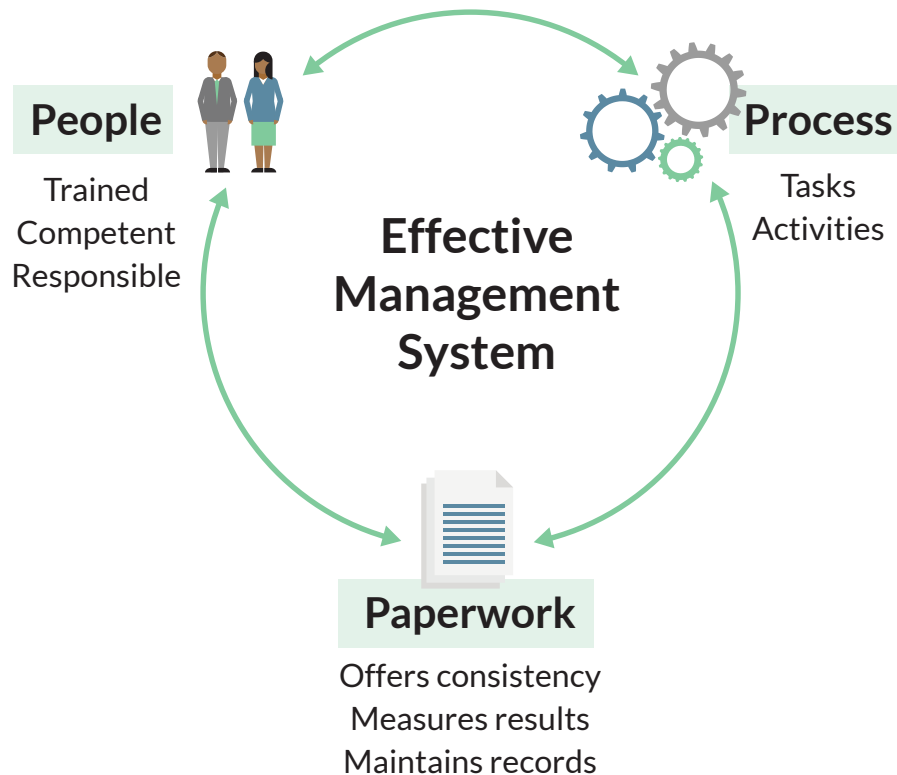 People
Trained
Competent
Responsible
Process
Tasks
Activities
Effective
Management
System
Paperwork
Offers consistency
Measures results
Maintains records